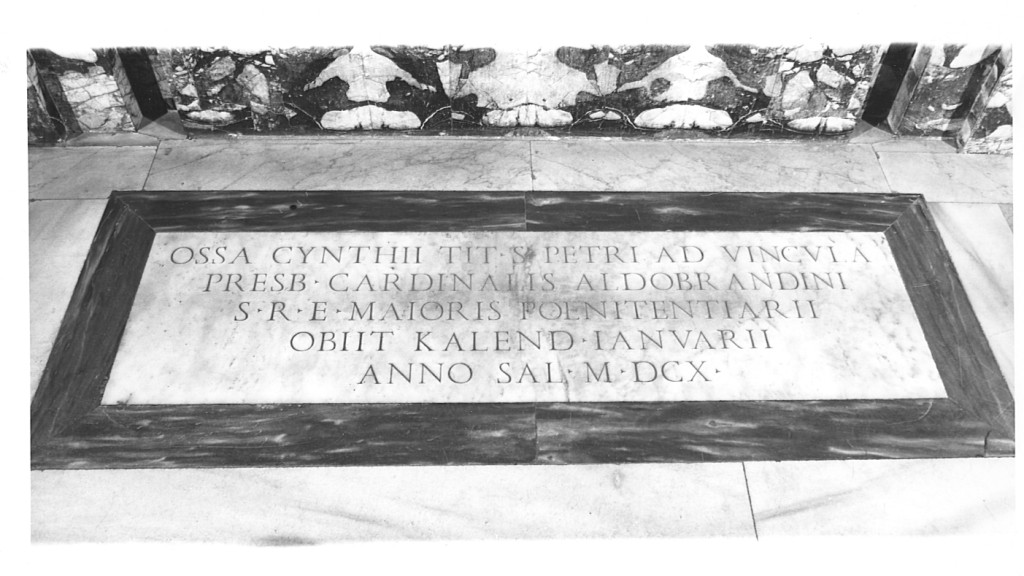 OSSA CYNTHII TIT·S·PETRI AD VINCVLA
PRESB·CARDINALIS ALDOBRANDINI
S·R·E·MAIORIS POENITENTIARII
OBIIT KALEND·IANVARII
ANNO SAL·M·DCX·